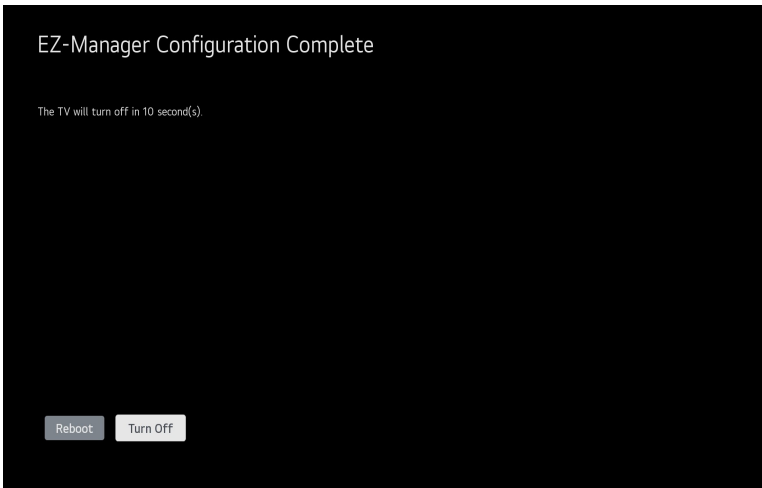 EZ-Manager Configuration Complete
The TV will turn off in 10 second(s).
Reboot
Turn Off